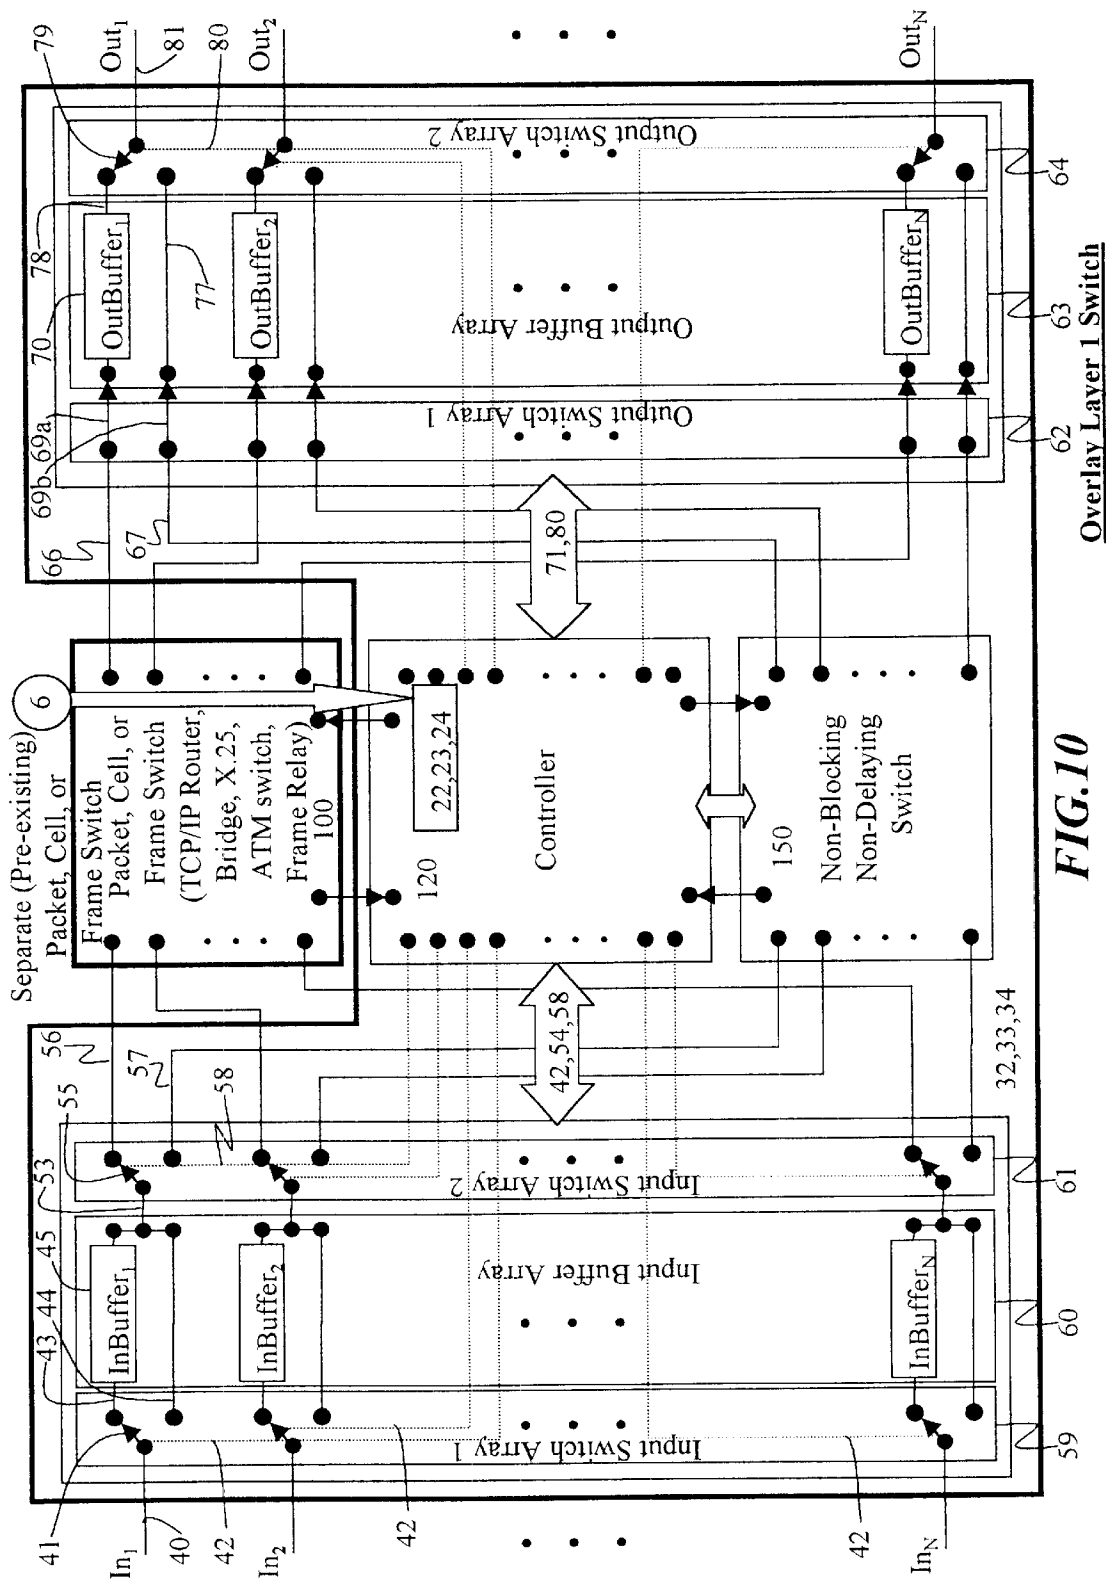 Separate (Pre-existing)
Packet, Cell, or
Frame Switch
6
Packet, Cell, or
Frame Switch
(TCP/IP Router,
Bridge, X.25,
ATM switch,
Frame Relay)
100
22,23,24
120
Controller
150
Non-Blocking
Non-Delaying
Switch
42,54,58
71,80
32,33,34
In1
In2
InN
40
41
42
42
42
43
44
45
53
55
56
57
58
InBuffer1
InBuffer2
InBufferN
Input Switch Array 1
Input Buffer Array
Input Switch Array 2
59
60
61
66
67
69a
69b
70
77
78
79
80
81
OutBuffer1
OutBuffer2
OutBufferN
Output Switch Array 1
Output Buffer Array
Output Switch Array 2
62
63
64
Out1
Out2
OutN
FIG.10
Overlay Layer 1 Switch